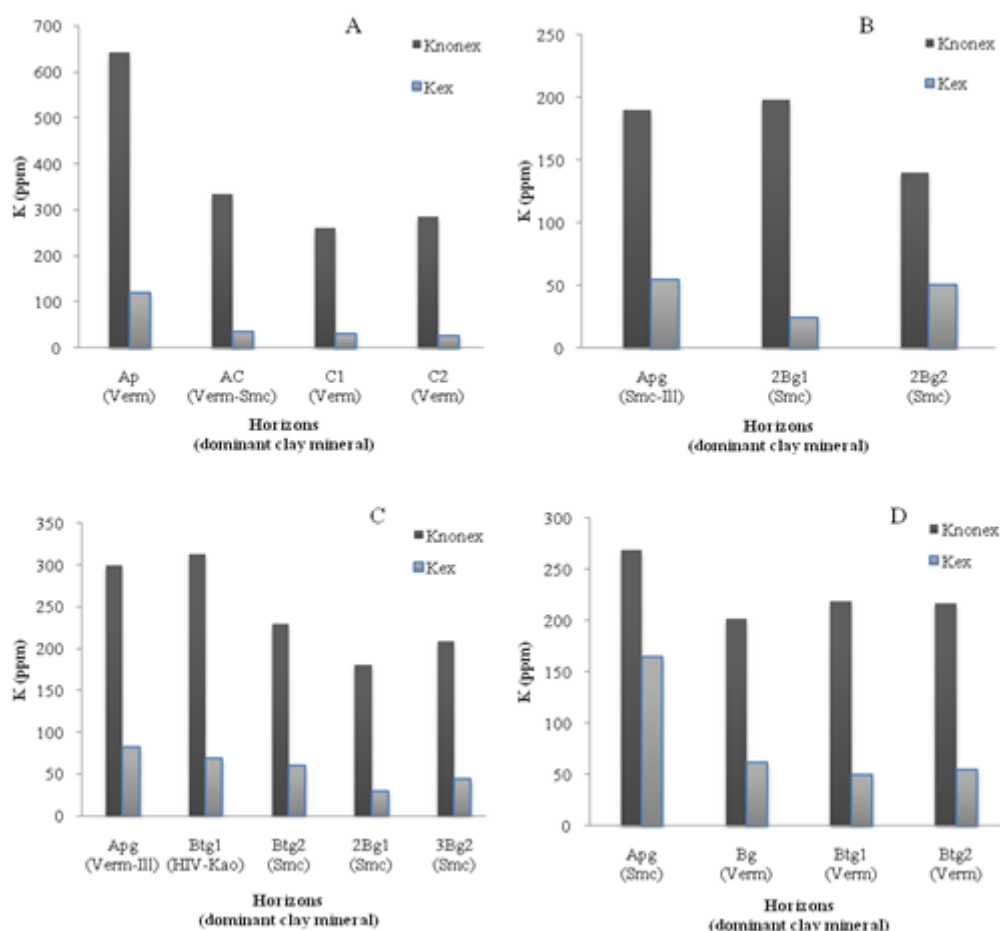 A
700
600
500
400
300
200
100
0
K (ppm)
Knonex
Kex
Ap AC C1 C2
(Verm) (Verm-Smc) (Verm) (Verm)
Horizons
(dominant clay mineral)
B
250
200
150
100
50
0
K (ppm)
Knonex
Kex
Apg 2Bg1 2Bg2
(Smc-Ill) (Smc) (Smc)
Horizons
(dominant clay mineral)
C
350
300
250
200
150
100
50
0
K (ppm)
Knonex
Kex
Apg Btg1 Btg2 2Bg1 3Bg2
(Verm-Ill) (HIV-Kao) (Smc) (Smc) (Smc)
Horizons
(dominant clay mineral)
D
300
250
200
150
100
50
0
K (ppm)
Knonex
Kex
Apg Bg Btg1 Btg2
(Smc) (Verm) (Verm) (Verm)
Horizons
(dominant clay mineral)